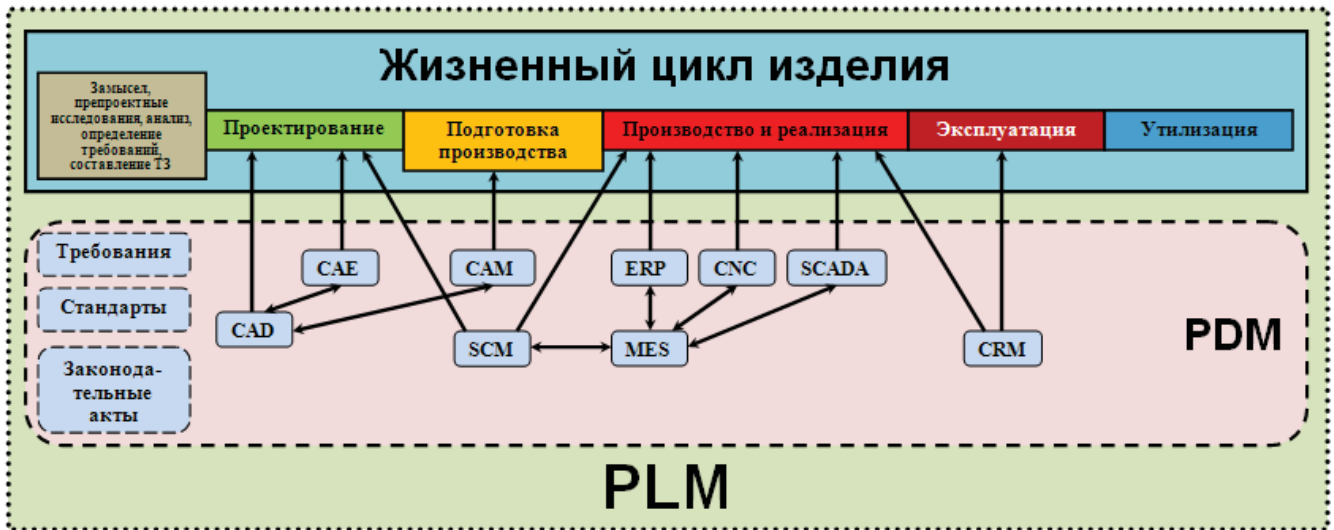 Жизненный цикл изделия
Замысел,
препроектные
исследования, анализ,
определение
требований,
составление ТЗ
Проектирование
Подготовка
производства
Производство и реализация
Эксплуатация
Утилизация
Требования
Стандарты
Законода-
тельные
акты
CAE
CAM
ERP
CNC
SCADA
CAD
SCM
MES
CRM
PDM
PLM